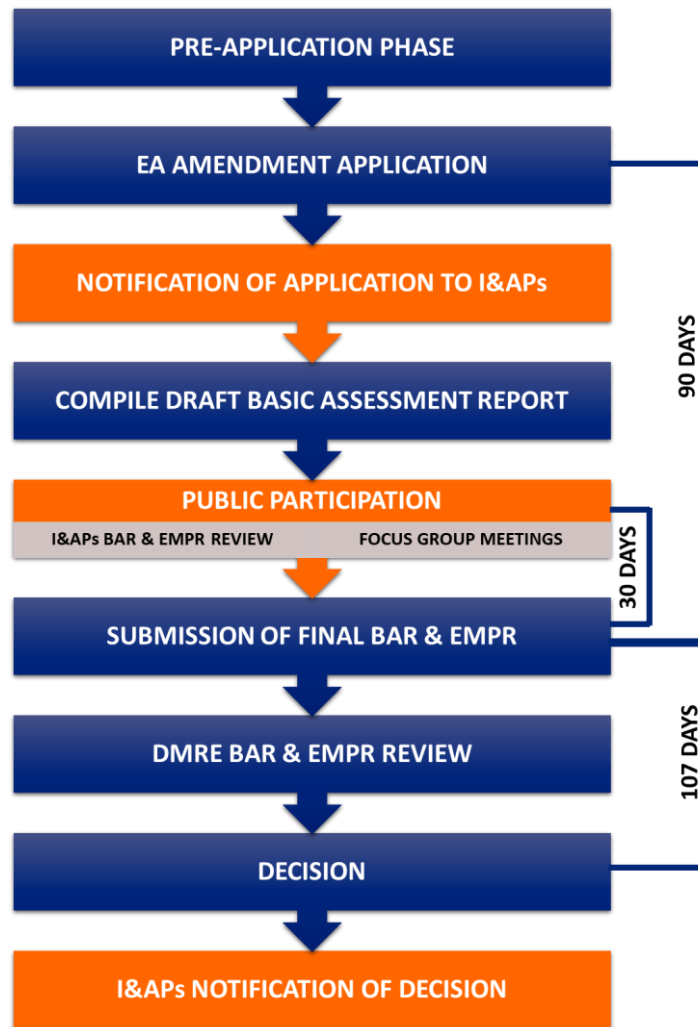 PRE-APPLICATION PHASE
EA AMENDMENT APPLICATION
NOTIFICATION OF APPLICATION TO I&APs
90 DAYS
COMPILE DRAFT BASIC ASSESSMENT REPORT
PUBLIC PARTICIPATION
I&APs BAR & EMPR REVIEW
FOCUS GROUP MEETINGS
30 DAYS
SUBMISSION OF FINAL BAR & EMPR
DMRE BAR & EMPR REVIEW
107 DAYS
DECISION
I&APs NOTIFICATION OF DECISION